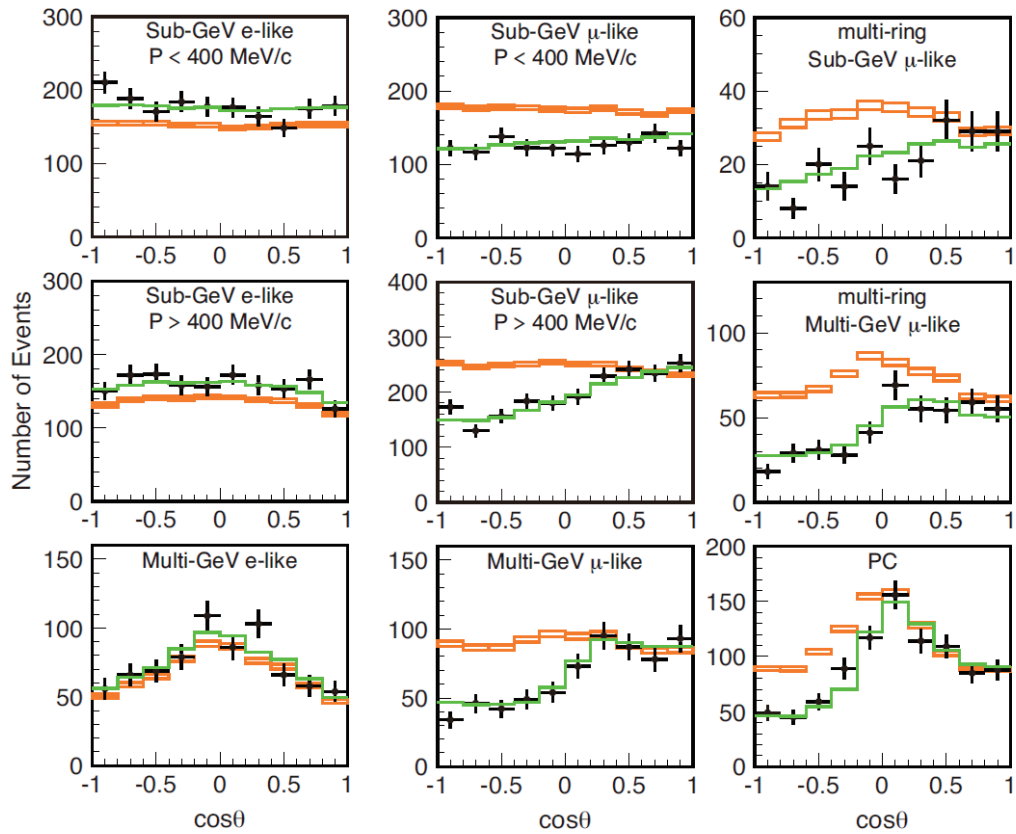 300
200
100
0
Sub-GeV e-like
P < 400 MeV/c
-1 -0.5 0 0.5 1
300
200
100
0
Sub-GeV μ-like
P < 400 MeV/c
-1 -0.5 0 0.5 1
60
40
20
0
multi-ring
Sub-GeV μ-like
-1 -0.5 0 0.5 1
Number of Events
300
200
100
0
Sub-GeV e-like
P > 400 MeV/c
-1 -0.5 0 0.5 1
400
300
200
100
0
Sub-GeV μ-like
P > 400 MeV/c
-1 -0.5 0 0.5 1
100
50
0
multi-ring
Multi-GeV μ-like
-1 -0.5 0 0.5 1
150
100
50
0
Multi-GeV e-like
-1 -0.5 0 0.5 1
cosθ
150
100
50
0
Multi-GeV μ-like
-1 -0.5 0 0.5 1
cosθ
200
150
100
50
0
PC
-1 -0.5 0 0.5 1
cosθ